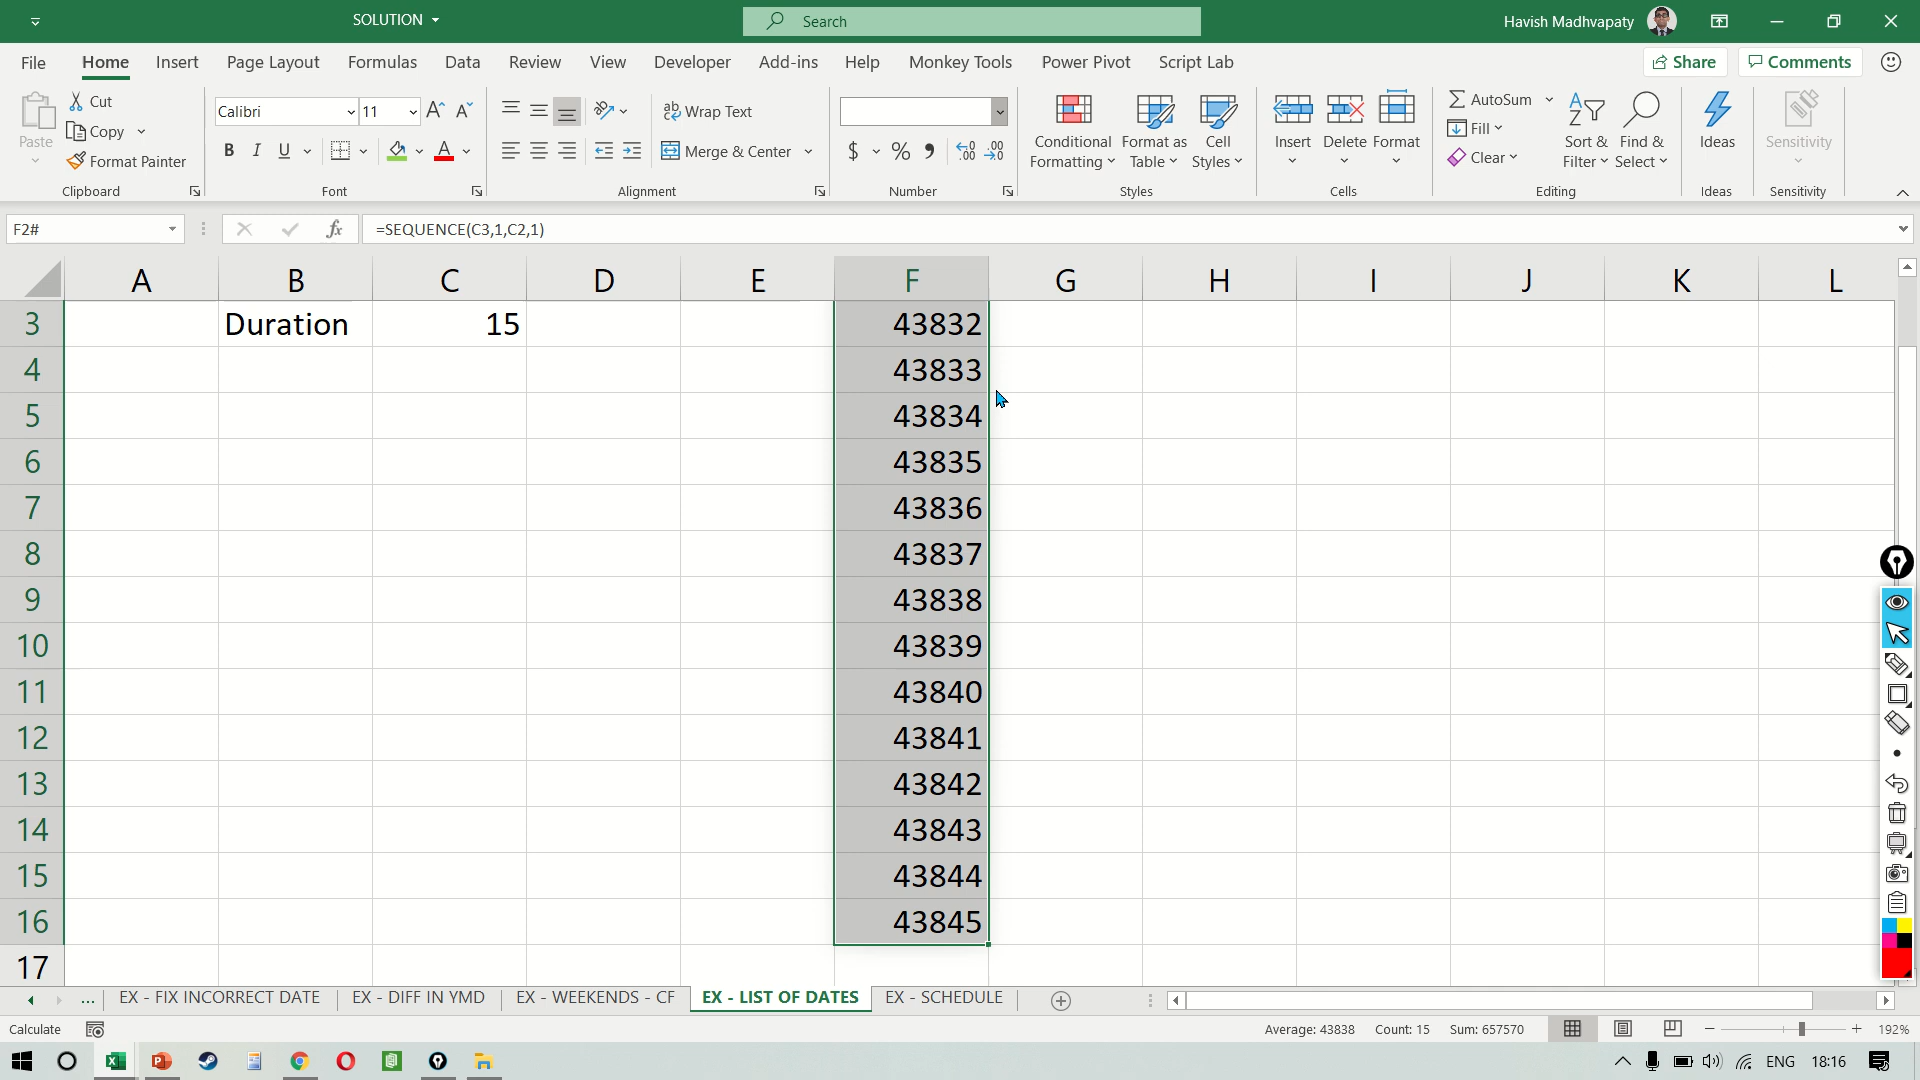 SOLUTION
Search
Havish Madhvapaty
File Home Insert Page Layout Formulas Data Review View Developer Add-ins Help Monkey Tools Power Pivot Script Lab
Share
Comments
Paste
Cut
Copy
Format Painter
Clipboard
Calibri 11
A A
B I U A
Font
ab Wrap Text
Merge & Center
Alignment
$ % 9
Number
Conditional Formatting
Format as Table
Cell Styles
Styles
Insert Delete Format
Cells
AutoSum
Fill
Clear
Sort & Filter
Find & Select
Editing
Ideas
Ideas
Sensitivity
Sensitivity
F2#
fx
=SEQUENCE(C3,1,C2,1)
A B C D E F G H I J K L
3 Duration 15 43832
4 43833
5 43834
6 43835
7 43836
8 43837
9 43838
10 43839
11 43840
12 43841
13 43842
14 43843
15 43844
16 43845
17
... EX - FIX INCORRECT DATE EX - DIFF IN YMD EX - WEEKENDS - CF EX - LIST OF DATES EX - SCHEDULE
Calculate
Average: 43838 Count: 15 Sum: 657570
192%
ENG 18:16